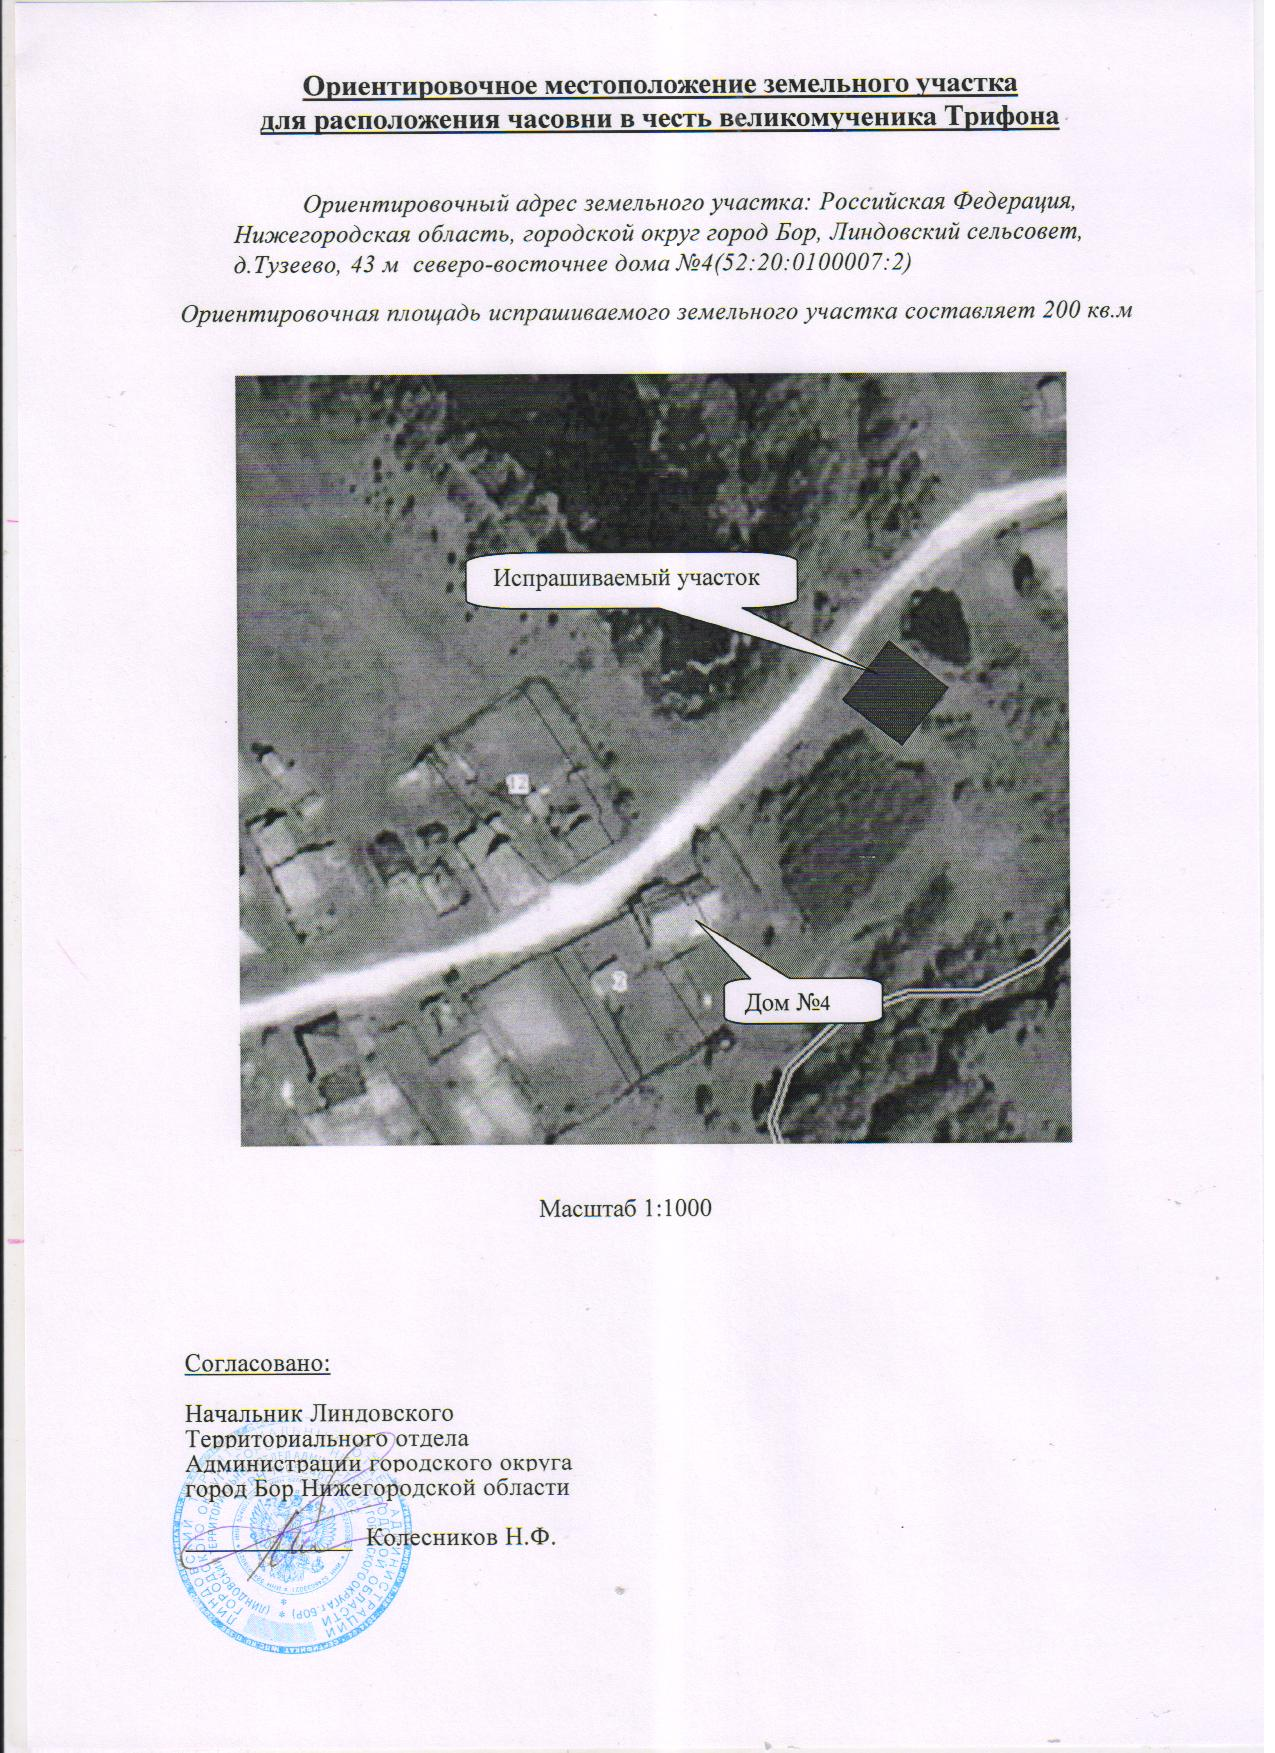 Ориентировочное местоположение земельного участка
для расположения часовни в честь великомученика Трифона
Ориентировочный адрес земельного участка: Российская Федерация,
Нижегородская область, городской округ город Бор, Линдовский сельсовет,
д.Тузеево, 43 м северо-восточнее дома №4(52:20:0100007:2)
Ориентировочная площадь испрашиваемого земельного участка составляет 200 кв.м
Испрашиваемый участок
12
2
Дом №4
Масштаб 1:1000
Согласовано:
Начальник Линдовского
Территориального отдела
Администрации городского округа
город Бор Нижегородской области
Колесников Н.Ф.